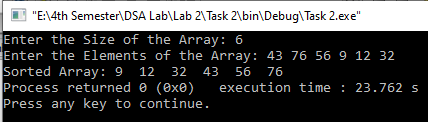 "E:\4th Semester\DSA Lab\Lab 2\Task 2\bin\Debug\Task 2.exe"
Enter the Size of the Array: 6
Enter the Elements of the Array: 43 76 56 9 12 32
Sorted Array: 9  12  32  43  56  76
Process returned 0 (0x0)   execution time : 23.762 s
Press any key to continue.